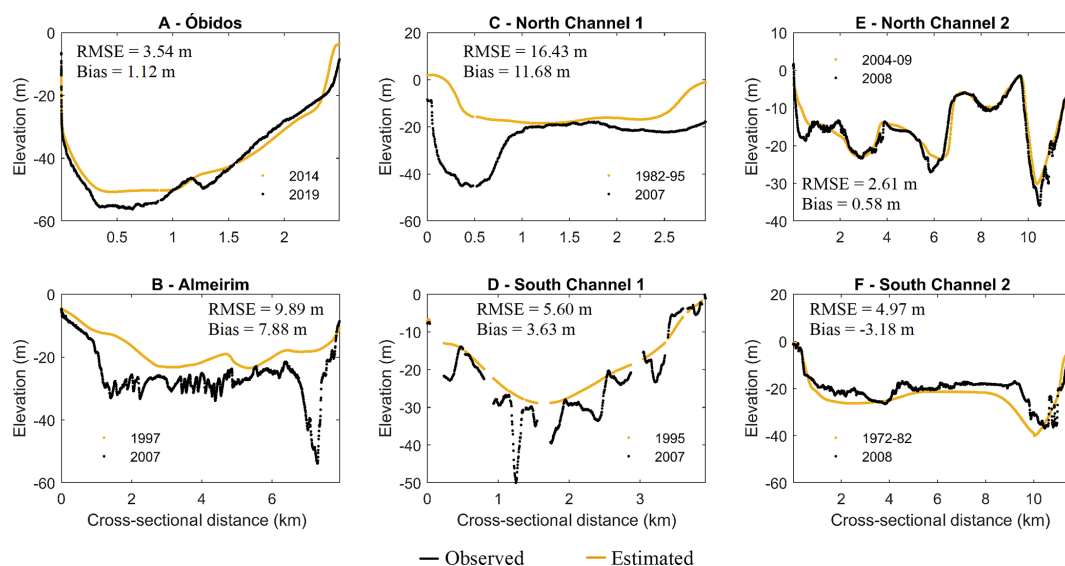 A - Óbidos
Elevation (m)
0
-20
-40
-60
0.5
1
1.5
2
RMSE = 3.54 m
Bias = 1.12 m
2014
2019
C - North Channel 1
Elevation (m)
20
0
-20
-40
-60
0
0.5
1
1.5
2
2.5
RMSE = 16.43 m
Bias = 11.68 m
1982-95
2007
E - North Channel 2
Elevation (m)
10
0
-10
-20
-30
-40
2
4
6
8
10
2004-09
2008
RMSE = 2.61 m
Bias = 0.58 m
B - Almeirim
Elevation (m)
0
-20
-40
-60
0
2
4
6
RMSE = 9.89 m
Bias = 7.88 m
1997
2007
Cross-sectional distance (km)
D - South Channel 1
Elevation (m)
0
-10
-20
-30
-40
-50
0
1
2
3
RMSE = 5.60 m
Bias = 3.63 m
1995
2007
Cross-sectional distance (km)
F - South Channel 2
Elevation (m)
20
0
-20
-40
-60
2
4
6
8
10
RMSE = 4.97 m
Bias = -3.18 m
1972-82
2008
Cross-sectional distance (km)
Observed
Estimated